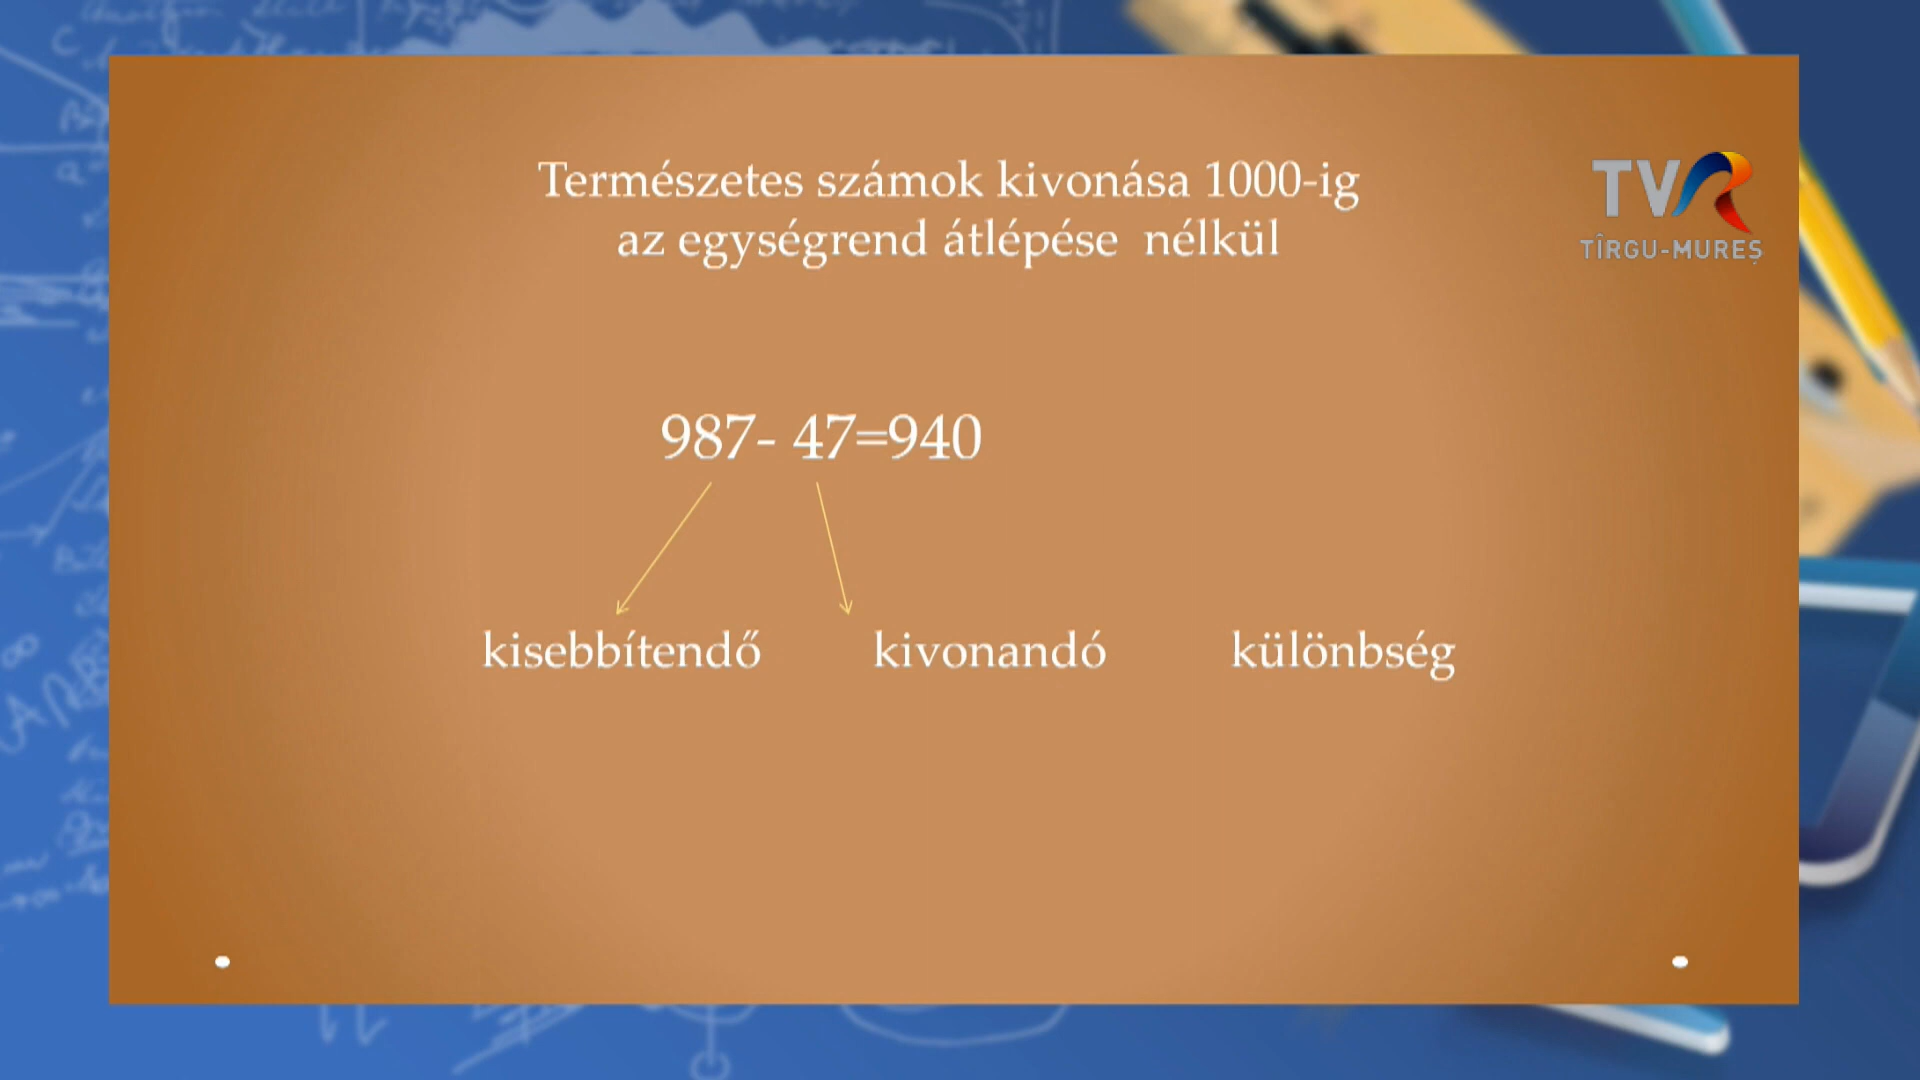 Természetes számok kivonása 1000-ig
az egységrend átlépése nélkül
TVR
TÎRGU-MUREȘ
987- 47=940
kisebbítendő kivonandó különbség